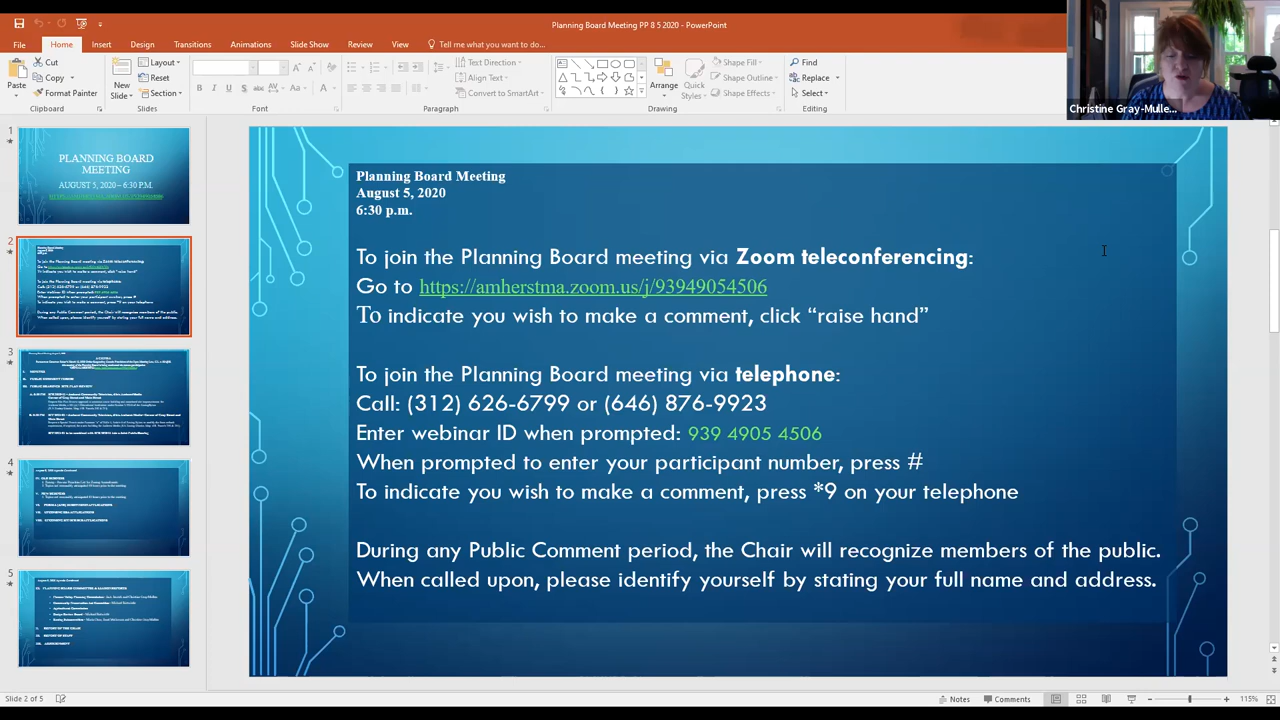 Planning Board Meeting PP 8 5 2020 - PowerPoint
File Home Insert Design Transitions Animations Slide Show Review View Tell me what you want to do...
Paste
Cut
Copy
Format Painter
Clipboard
New Slide
Layout
Reset
Section
Slides
Font
Text Direction
Align Text
Convert to SmartArt
Paragraph
Arrange
Quick Styles
Shape Fill
Shape Outline
Shape Effects
Drawing
Find
Replace
Select
Editing
Christine Gray-Mulle...
1
PLANNING BOARD
MEETING
AUGUST 5, 2020 – 6:30 P.M.
2
3
4
5
Planning Board Meeting
August 5, 2020
6:30 p.m.
To join the Planning Board meeting via Zoom teleconferencing:
Go to https://amherstma.zoom.us/j/93949054506
To indicate you wish to make a comment, click “raise hand”
To join the Planning Board meeting via telephone:
Call: (312) 626-6799 or (646) 876-9923
Enter webinar ID when prompted: 939 4905 4506
When prompted to enter your participant number, press #
To indicate you wish to make a comment, press *9 on your telephone
During any Public Comment period, the Chair will recognize members of the public.
When called upon, please identify yourself by stating your full name and address.
Slide 2 of 5
Notes
Comments
115%